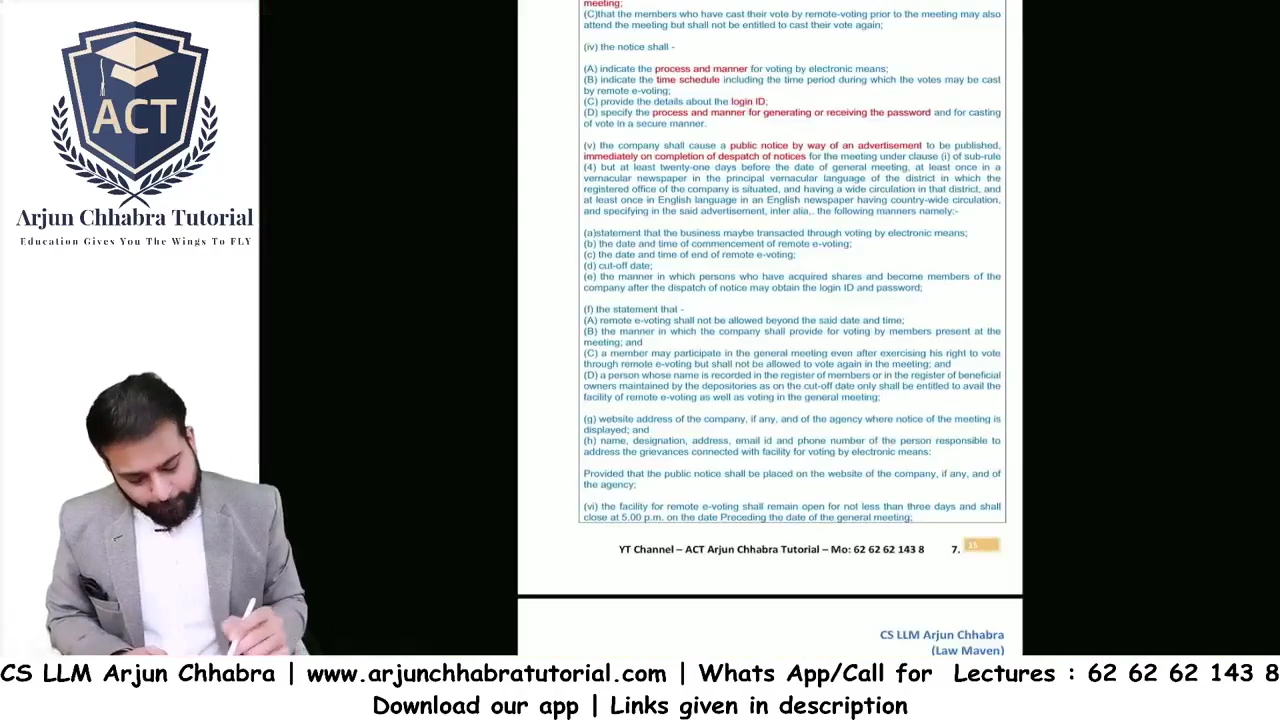 ACT
Arjun Chhabra Tutorial
Education Gives You The Wings To FLY
meeting;
(C)that the members who have cast their vote by remote-voting prior to the meeting may also
attend the meeting but shall not be entitled to cast their vote again;
(iv) the notice shall -
(A) indicate the process and manner for voting by electronic means;
(B) indicate the time schedule including the time period during which the votes may be cast
by remote e-voting;
(C) provide the details about the login ID;
(D) specify the process and manner for generating or receiving the password and for casting
of vote in a secure manner.
(v) the company shall cause a public notice by way of an advertisement to be published,
immediately on completion of despatch of notices for the meeting under clause (i) of sub-rule
(4) but at least twenty-one days before the date of general meeting, at least once in a
vernacular newspaper in the principal vernacular language of the district in which the
registered office of the company is situated, and having a wide circulation in that district, and
at least once in English language in an English newspaper having country-wide circulation,
and specifying in the said advertisement, inter alia,. the following manners namely:-
(a)statement that the business maybe transacted through voting by electronic means;
(b) the date and time of commencement of remote e-voting;
(c) the date and time of end of remote e-voting;
(d) cut-off date;
(e) the manner in which persons who have acquired shares and become members of the
company after the dispatch of notice may obtain the login ID and password;
(f) the statement that -
(A) remote e-voting shall not be allowed beyond the said date and time;
(B) the manner in which the company shall provide for voting by members present at the
meeting; and
(C) a member may participate in the general meeting even after exercising his right to vote
through remote e-voting but shall not be allowed to vote again in the meeting; and
(D) a person whose name is recorded in the register of members or in the register of beneficial
owners maintained by the depositories as on the cut-off date only shall be entitled to avail the
facility of remote e-voting as well as voting in the general meeting;
(g) website address of the company, if any, and of the agency where notice of the meeting is
displayed; and
(h) name, designation, address, email id and phone number of the person responsible to
address the grievances connected with facility for voting by electronic means:
Provided that the public notice shall be placed on the website of the company, if any, and of
the agency;
(vi) the facility for remote e-voting shall remain open for not less than three days and shall
close at 5.00 p.m. on the date Preceding the date of the general meeting;
YT Channel – ACT Arjun Chhabra Tutorial – Mo: 62 62 62 143 8 7. 15
CS LLM Arjun Chhabra
(Law Maven)
CS LLM Arjun Chhabra | www.arjunchhabratutorial.com | Whats App/Call for Lectures : 62 62 62 143 8
Download our app | Links given in description